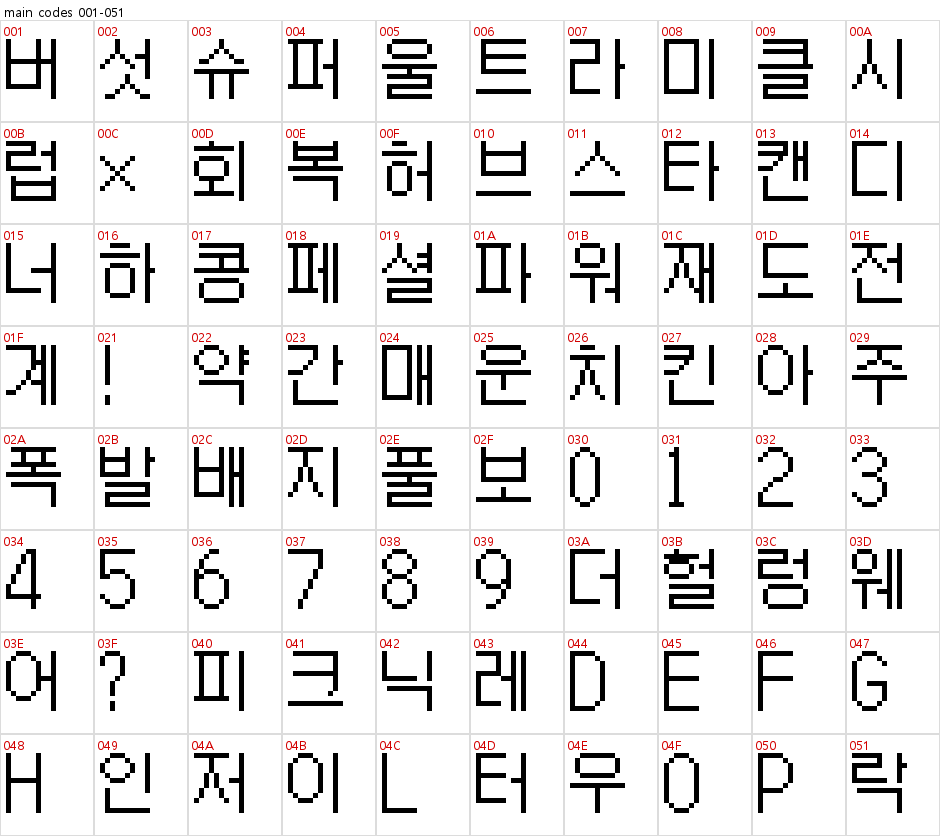 main codes 001-051
001 002 003 004 005 006 007 008 009 00A
버 섯 슈 퍼 울 트 라 미 클 시
00B 00C 00D 00E 00F 010 011 012 013 014
럽 × 회 복 허 브 스 타 캔 디
015 016 017 018 019 01A 01B 01C 01D 01E
너 하 콩 페 셜 파 워 재 도 전
01F 021 022 023 024 025 026 027 028 029
계 ! 약 간 매 운 치 킨 아 주
02A 02B 02C 02D 02E 02F 030 031 032 033
폭 발 배 지 풀 보 0 1 2 3
034 035 036 037 038 039 03A 03B 03C 03D
4 5 6 7 8 9 더 헐 렁 웨
03E 03F 040 041 042 043 044 045 046 047
어 ? 피 크 닉 레 D E F G
048 049 04A 04B 04C 04D 04E 04F 050 051
H 인 저 이 L 터 우 O P 락